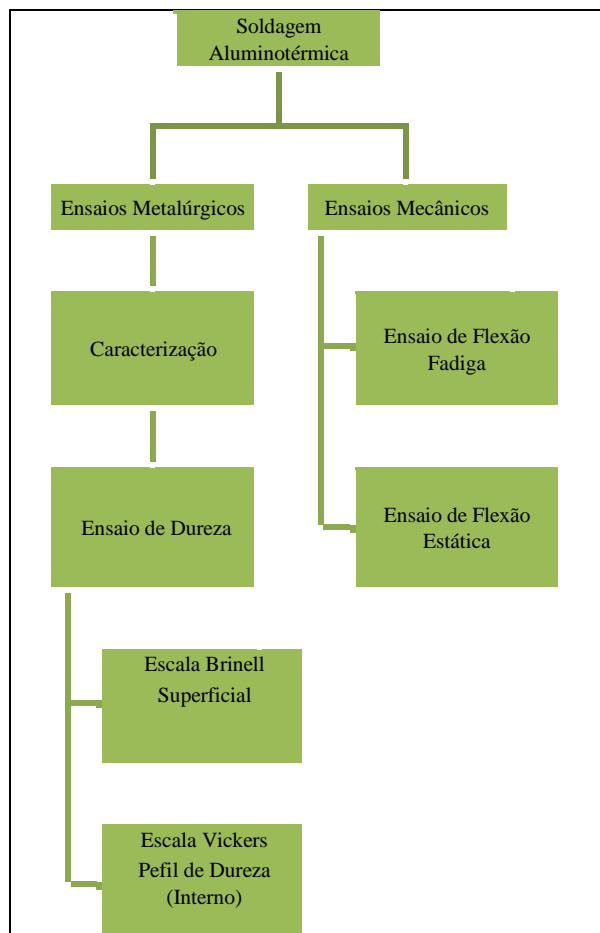 Soldagem
Aluminotérmica
Ensaios Metalúrgicos
Ensaios Mecânicos
Caracterização
Ensaio de Flexão
Fadiga
Ensaio de Dureza
Ensaio de Flexão
Estática
Escala Brinell
Superficial
Escala Vickers
Pefil de Dureza
(Interno)